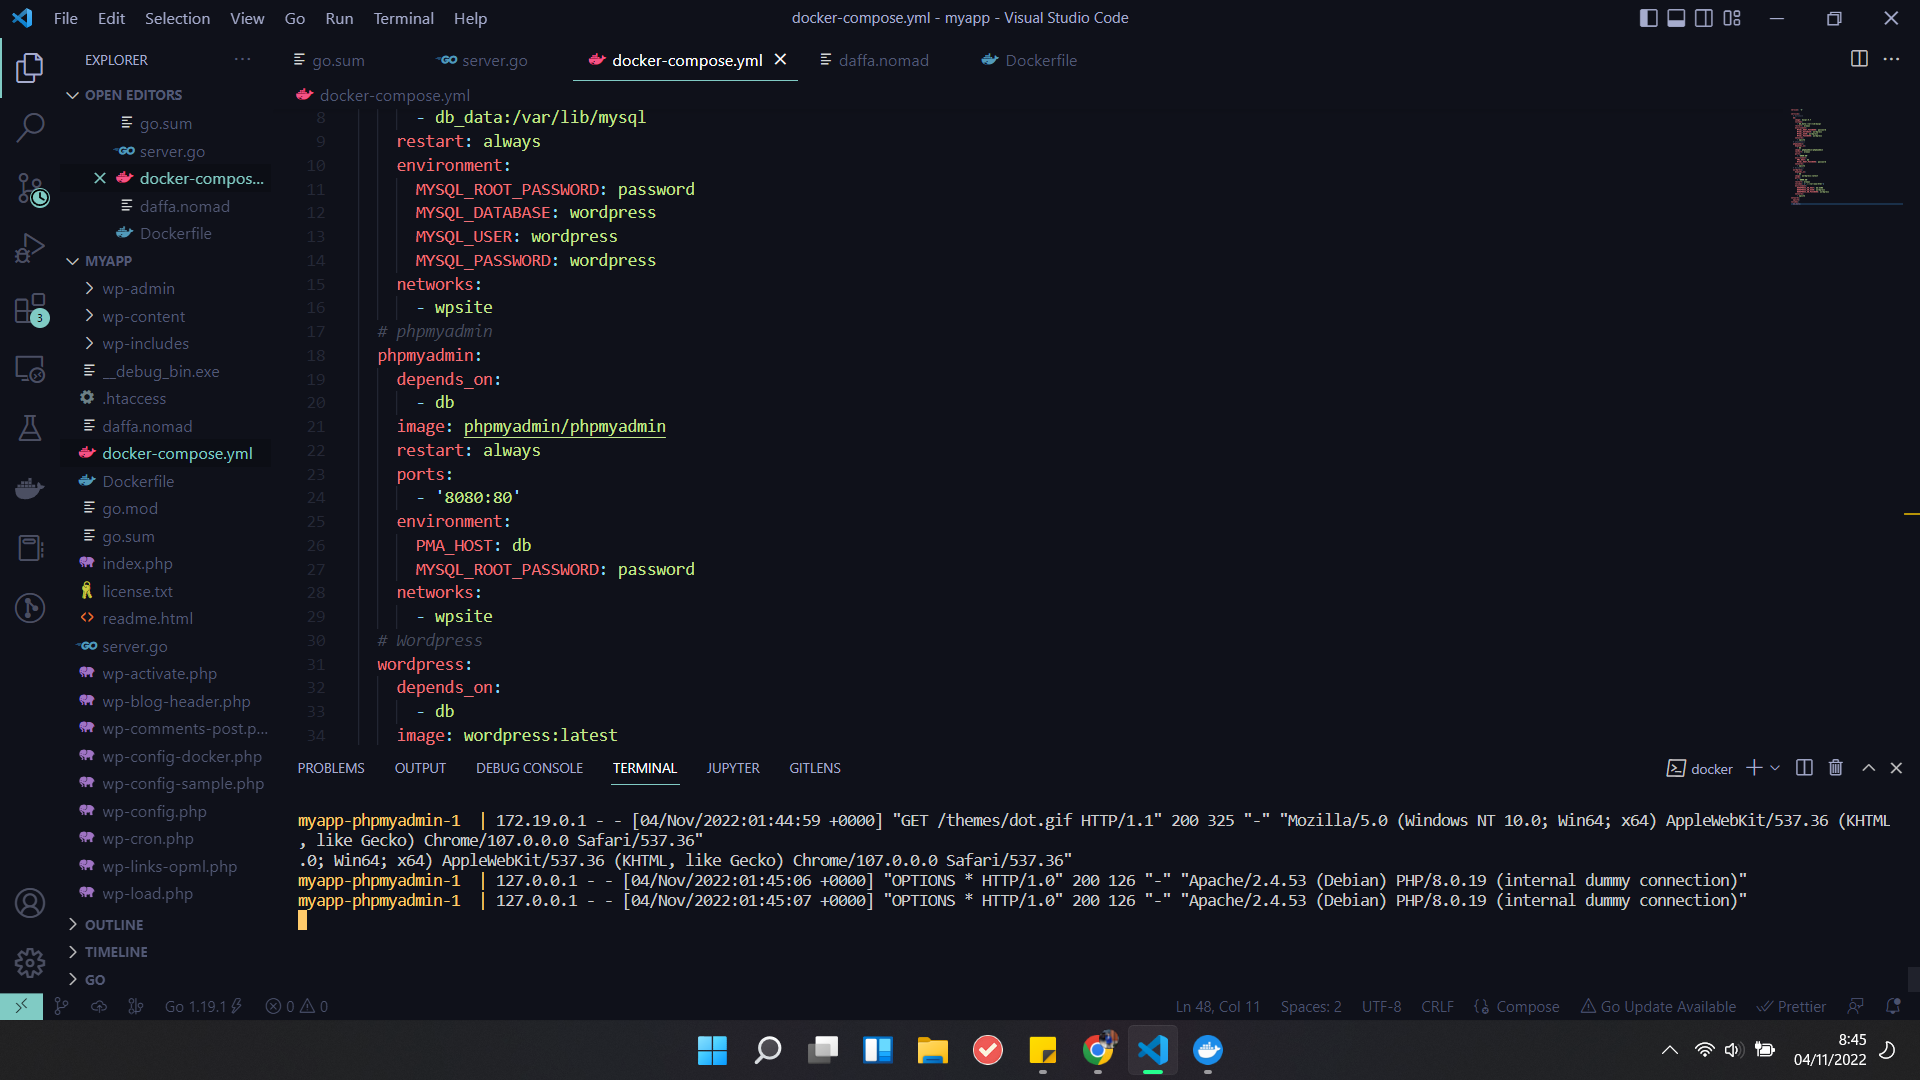 File Edit Selection View Go Run Terminal Help
docker-compose.yml - myapp - Visual Studio Code
EXPLORER
go.sum server.go docker-compose.yml daffa.nomad Dockerfile
OPEN EDITORS
go.sum
server.go
docker-compos...
daffa.nomad
Dockerfile
MYAPP
wp-admin
wp-content
wp-includes
__debug_bin.exe
.htaccess
daffa.nomad
docker-compose.yml
Dockerfile
go.mod
go.sum
index.php
license.txt
readme.html
server.go
wp-activate.php
wp-blog-header.php
wp-comments-post.p...
wp-config-docker.php
wp-config-sample.php
wp-config.php
wp-cron.php
wp-links-opml.php
wp-load.php
OUTLINE
TIMELINE
GO
3
docker-compose.yml
8 - db_data:/var/lib/mysql
9 restart: always
10 environment:
11 MYSQL_ROOT_PASSWORD: password
12 MYSQL_DATABASE: wordpress
13 MYSQL_USER: wordpress
14 MYSQL_PASSWORD: wordpress
15 networks:
16 - wpsite
17 # phpmyadmin
18 phpmyadmin:
19 depends_on:
20 - db
21 image: phpmyadmin/phpmyadmin
22 restart: always
23 ports:
24 - '8080:80'
25 environment:
26 PMA_HOST: db
27 MYSQL_ROOT_PASSWORD: password
28 networks:
29 - wpsite
30 # Wordpress
31 wordpress:
32 depends_on:
33 - db
34 image: wordpress:latest
PROBLEMS OUTPUT DEBUG CONSOLE TERMINAL JUPYTER GITLENS
docker
myapp-phpmyadmin-1 | 172.19.0.1 - - [04/Nov/2022:01:44:59 +0000] "GET /themes/dot.gif HTTP/1.1" 200 325 "-" "Mozilla/5.0 (Windows NT 10.0; Win64; x64) AppleWebKit/537.36 (KHTML
, like Gecko) Chrome/107.0.0.0 Safari/537.36"
.0; Win64; x64) AppleWebKit/537.36 (KHTML, like Gecko) Chrome/107.0.0.0 Safari/537.36"
myapp-phpmyadmin-1 | 127.0.0.1 - - [04/Nov/2022:01:45:06 +0000] "OPTIONS * HTTP/1.0" 200 126 "-" "Apache/2.4.53 (Debian) PHP/8.0.19 (internal dummy connection)"
myapp-phpmyadmin-1 | 127.0.0.1 - - [04/Nov/2022:01:45:07 +0000] "OPTIONS * HTTP/1.0" 200 126 "-" "Apache/2.4.53 (Debian) PHP/8.0.19 (internal dummy connection)"
Go 1.19.1 0 0
Ln 48, Col 11 Spaces: 2 UTF-8 CRLF Compose Go Update Available Prettier
8:45
04/11/2022